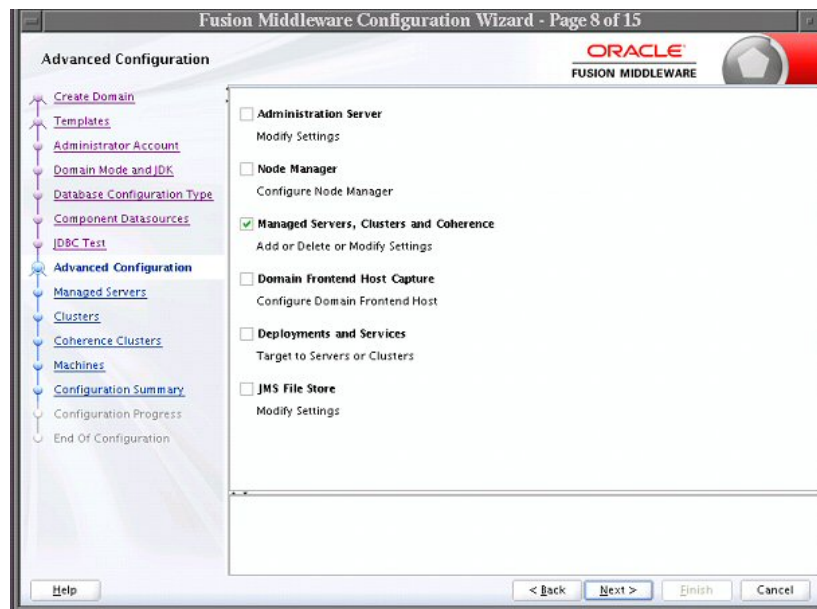 Fusion Middleware Configuration Wizard - Page 8 of 15
Advanced Configuration
ORACLE
FUSION MIDDLEWARE
Create Domain
Templates
Administrator Account
Domain Mode and JDK
Database Configuration Type
Component Datasources
JDBC Test
Advanced Configuration
Managed Servers
Clusters
Coherence Clusters
Machines
Configuration Summary
Configuration Progress
End Of Configuration
Administration Server
Modify Settings
Node Manager
Configure Node Manager
Managed Servers, Clusters and Coherence
Add or Delete or Modify Settings
Domain Frontend Host Capture
Configure Domain Frontend Host
Deployments and Services
Target to Servers or Clusters
JMS File Store
Modify Settings
Help
< Back
Next >
Finish
Cancel